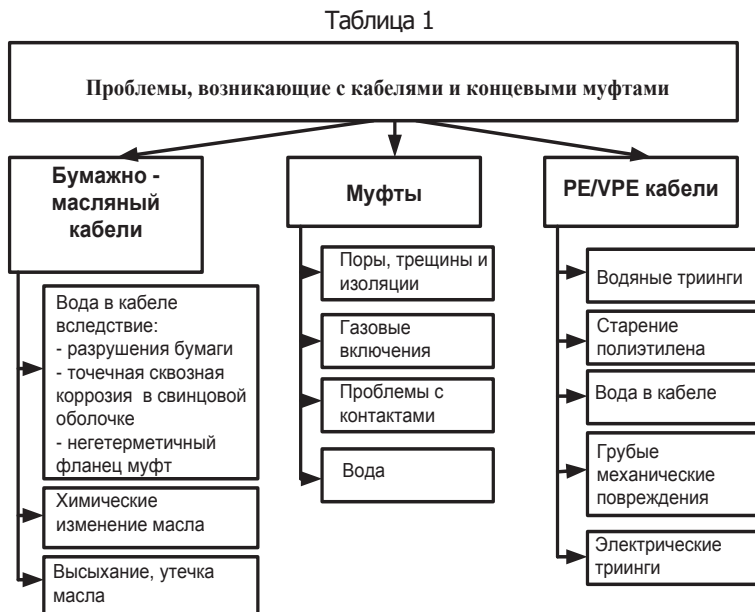 Таблица 1
Проблемы, возникающие с кабелями и концевыми муфтами
Бумажно -
масляный
кабели
Вода в кабеле
вследствие:
- разрушения бумаги
- точечная сквозная
коррозия в свинцовой
оболочке
- негетерметичный
фланец муфт
Химические
изменение масла
Высыхание, утечка
масла
Муфты
Поры, трещины и
изоляции
Газовые
включения
Проблемы с
контактами
Вода
PE/VPE кабели
Водяные триинги
Старение
полиэтилена
Вода в кабеле
Грубые
механические
повреждения
Электрические
триинги